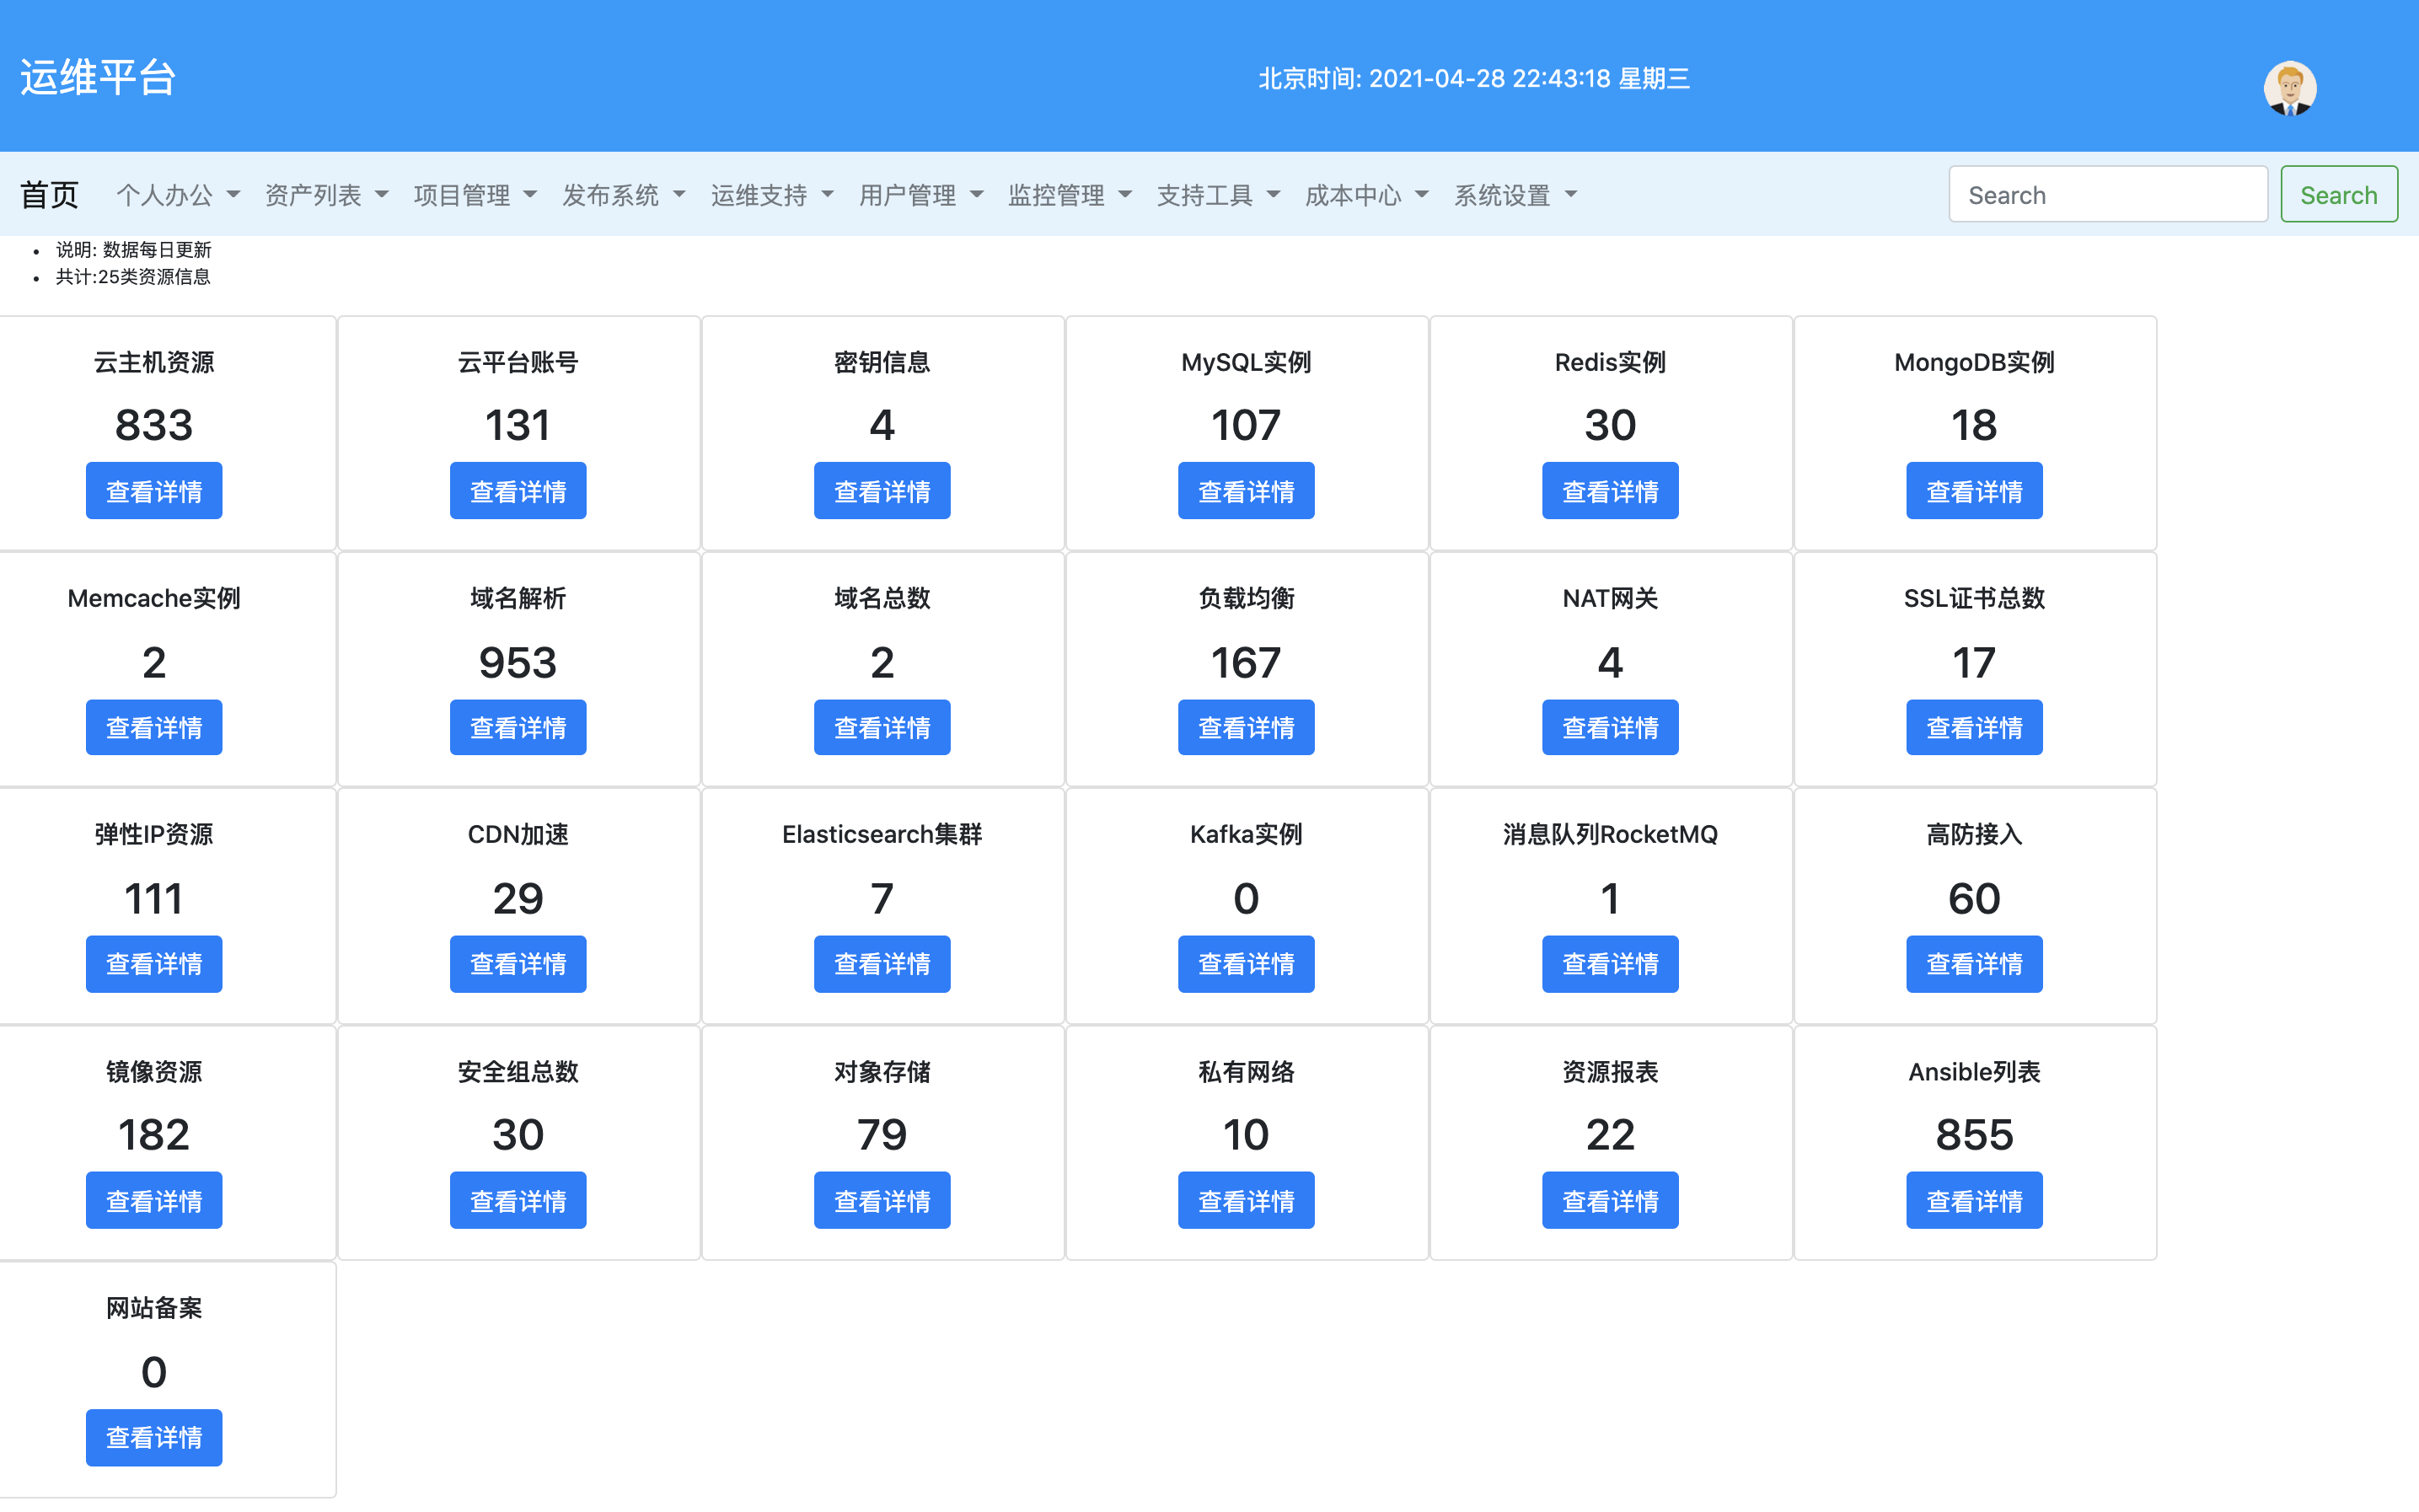 运维平台
北京时间: 2021-04-28 22:43:18 星期三
首页 个人办公 资产列表 项目管理 发布系统 运维支持 用户管理 监控管理 支持工具 成本中心 系统设置 Search Search
说明: 数据每日更新
共计:25类资源信息
云主机资源 云平台账号 密钥信息 MySQL实例 Redis实例 MongoDB实例
833 131 4 107 30 18
查看详情 查看详情 查看详情 查看详情 查看详情 查看详情
Memcache实例 域名解析 域名总数 负载均衡 NAT网关 SSL证书总数
2 953 2 167 4 17
查看详情 查看详情 查看详情 查看详情 查看详情 查看详情
弹性IP资源 CDN加速 Elasticsearch集群 Kafka实例 消息队列RocketMQ 高防接入
111 29 7 0 1 60
查看详情 查看详情 查看详情 查看详情 查看详情 查看详情
镜像资源 安全组总数 对象存储 私有网络 资源报表 Ansible列表
182 30 79 10 22 855
查看详情 查看详情 查看详情 查看详情 查看详情 查看详情
网站备案
0
查看详情